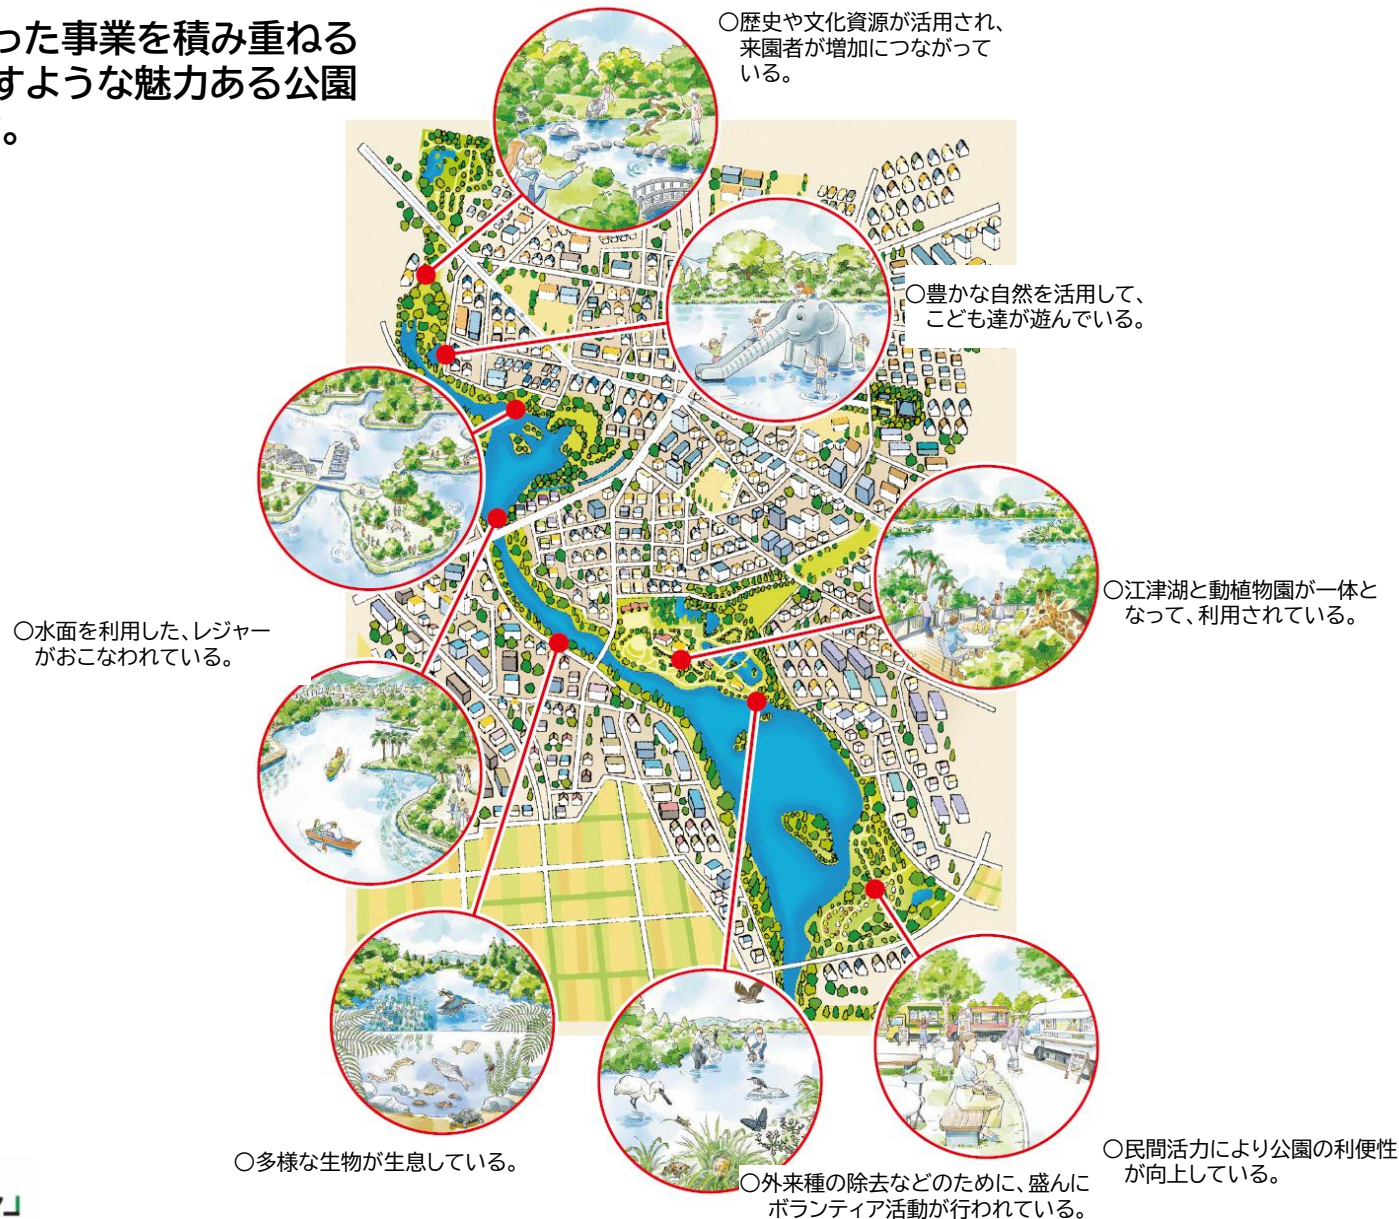 った事業を積み重ねる
すような魅力ある公園
。
○歴史や文化資源が活用され、
来園者が増加につながって
いる。
○豊かな自然を活用して、
こども達が遊んでいる。
○江津湖と動植物園が一体と
なって、利用されている。
○水面を利用した、レジャー
がおこなわれている。
○多様な生物が生息している。
○外来種の除去などのために、盛んに
ボランティア活動が行われている。
○民間活力により公園の利便性
が向上している。